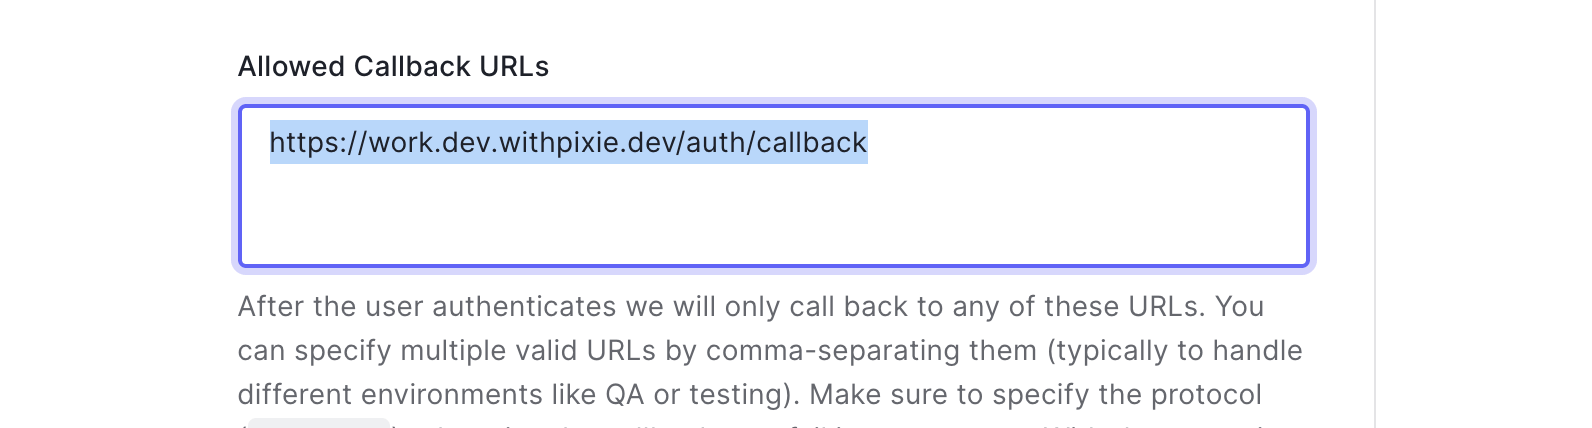 Allowed Callback URLs
https://work.dev.withpixie.dev/auth/callback
After the user authenticates we will only call back to any of these URLs. You
can specify multiple valid URLs by comma-separating them (typically to handle
different environments like QA or testing). Make sure to specify the protocol